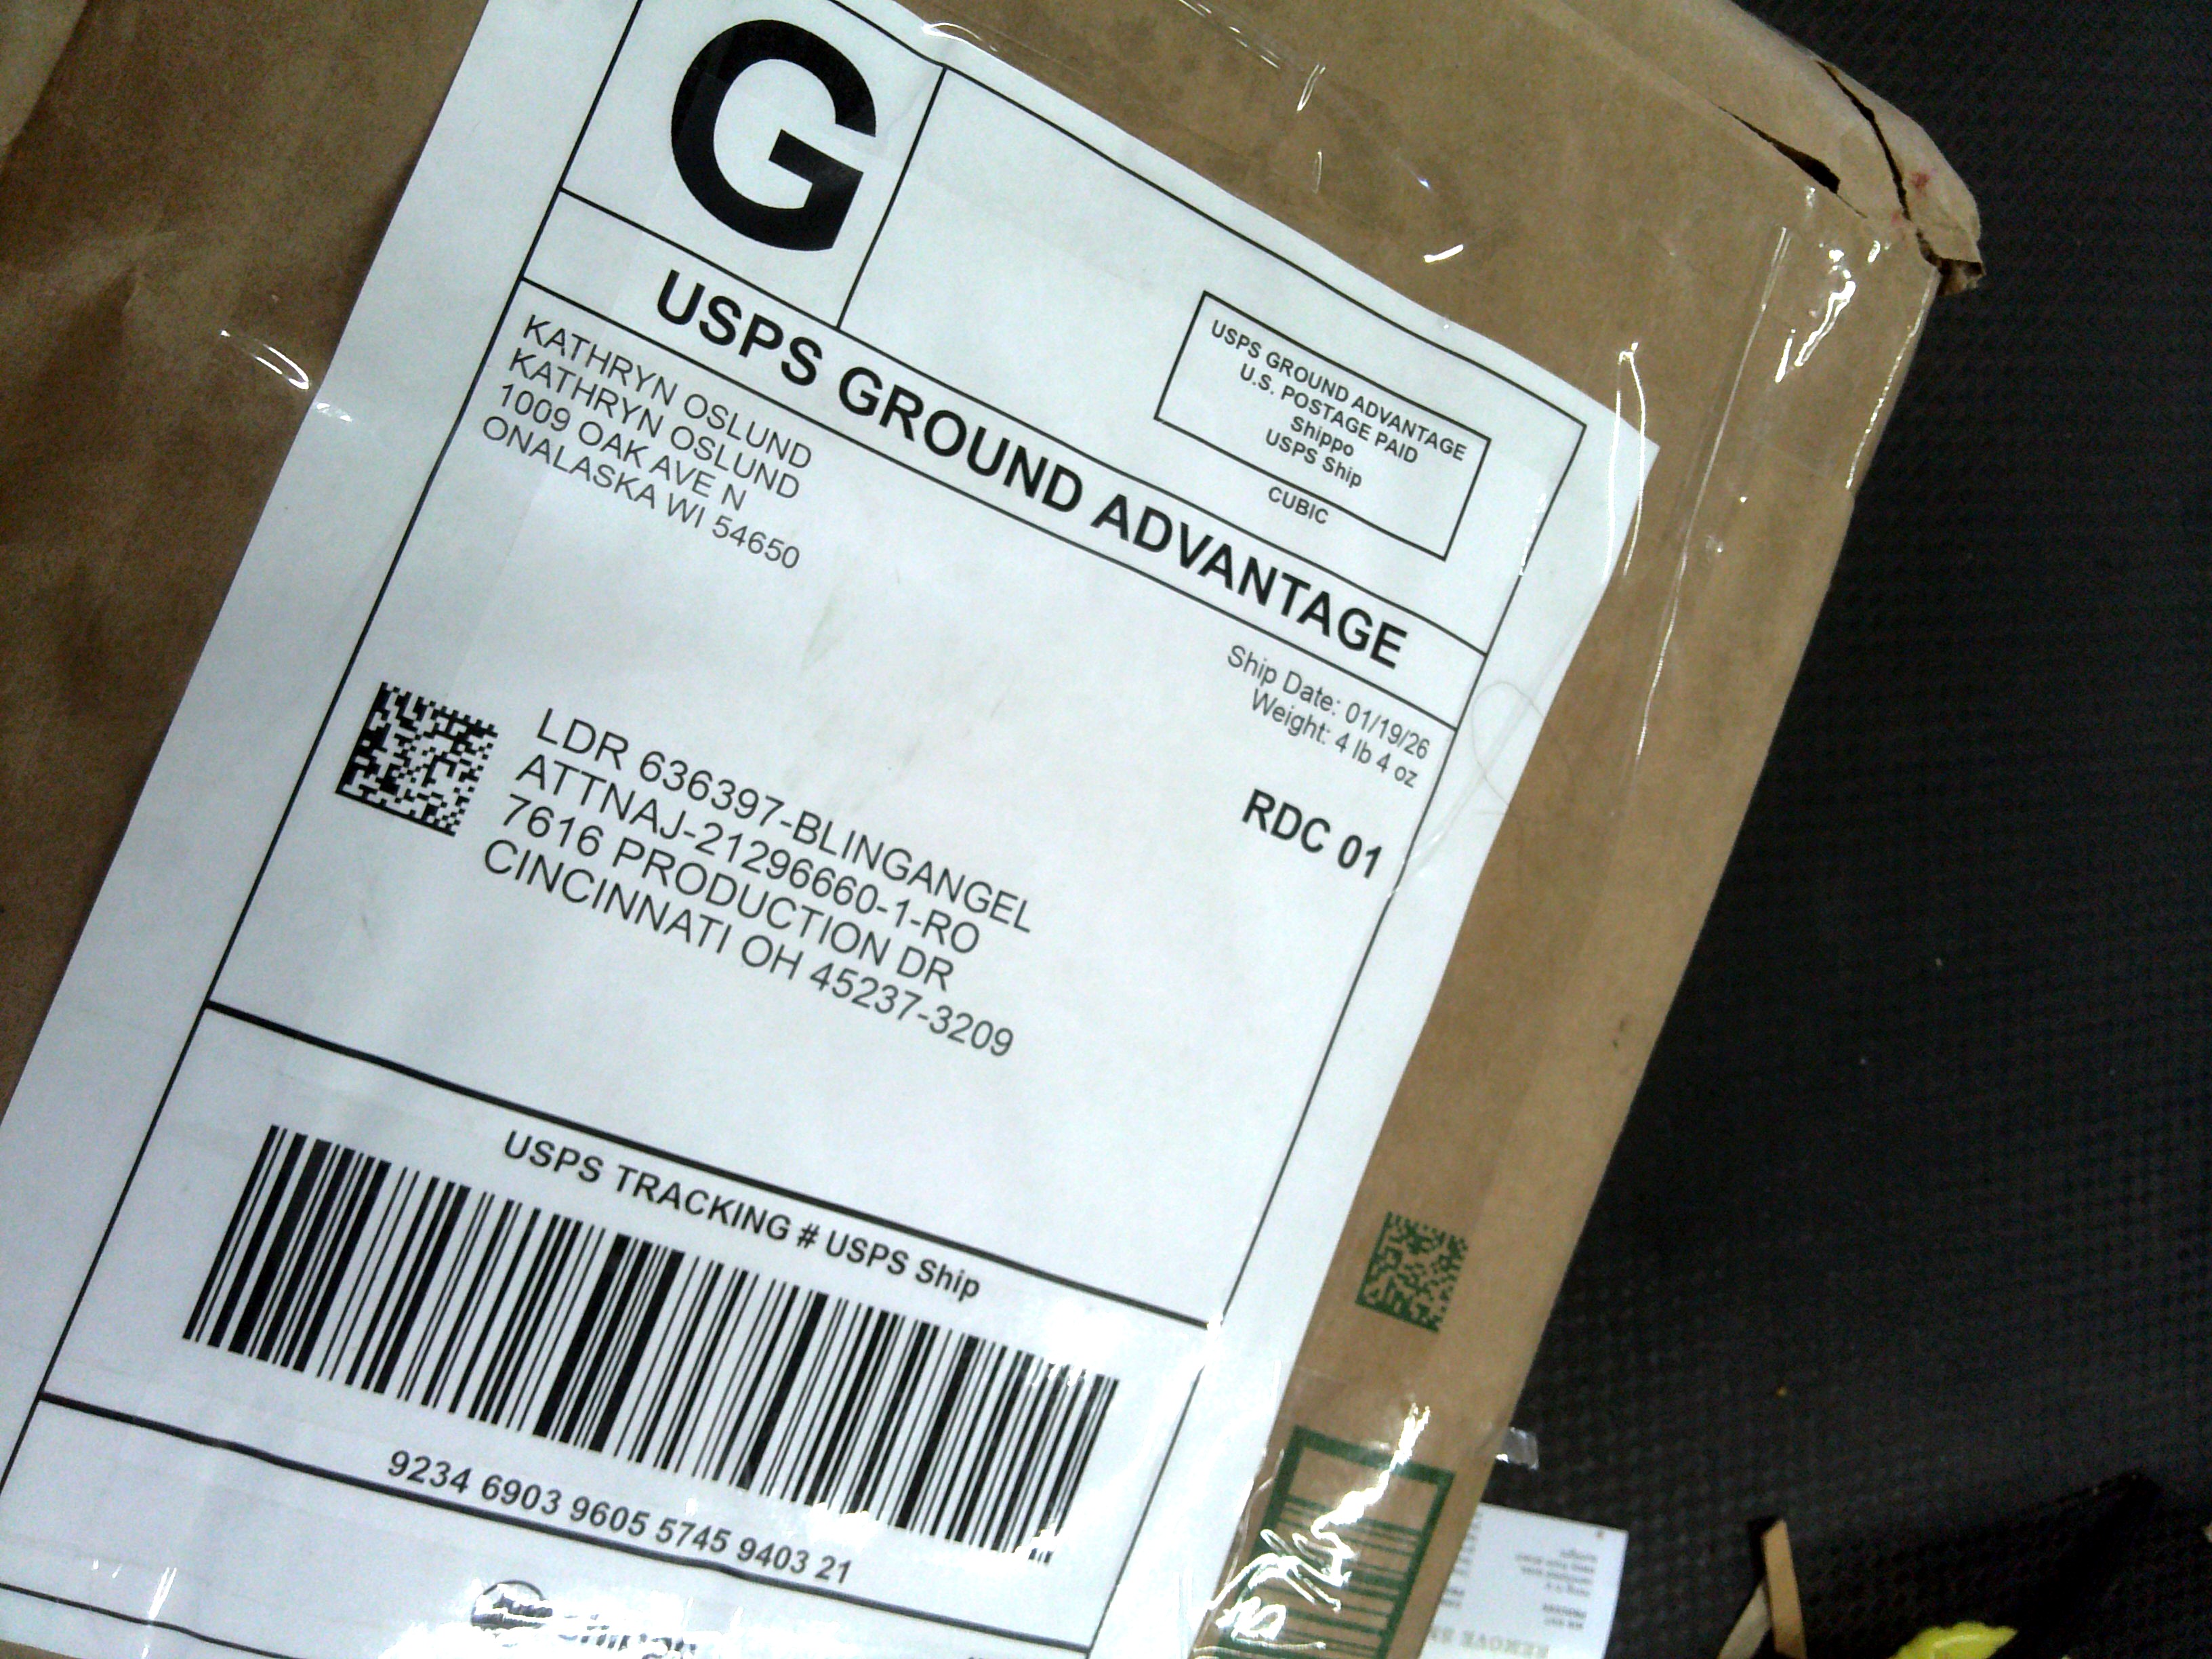 G
USPS GROUND ADVANTAGE
U.S. POSTAGE PAID
Shippo
USPS Ship
CUBIC
USPS GROUND ADVANTAGE
KATHRYN OSLUND
KATHRYN OSLUND
1009 OAK AVE N
ONALASKA WI 54650
Ship Date: 01/19/26
Weight: 4 lb 4 oz
RDC 01
LDR 636397-BLINGANGEL
ATTNAJ-21296660-1-RO
7616 PRODUCTION DR
CINCINNATI OH 45237-3209
USPS TRACKING # USPS Ship
9234 6903 9605 5745 9403 21